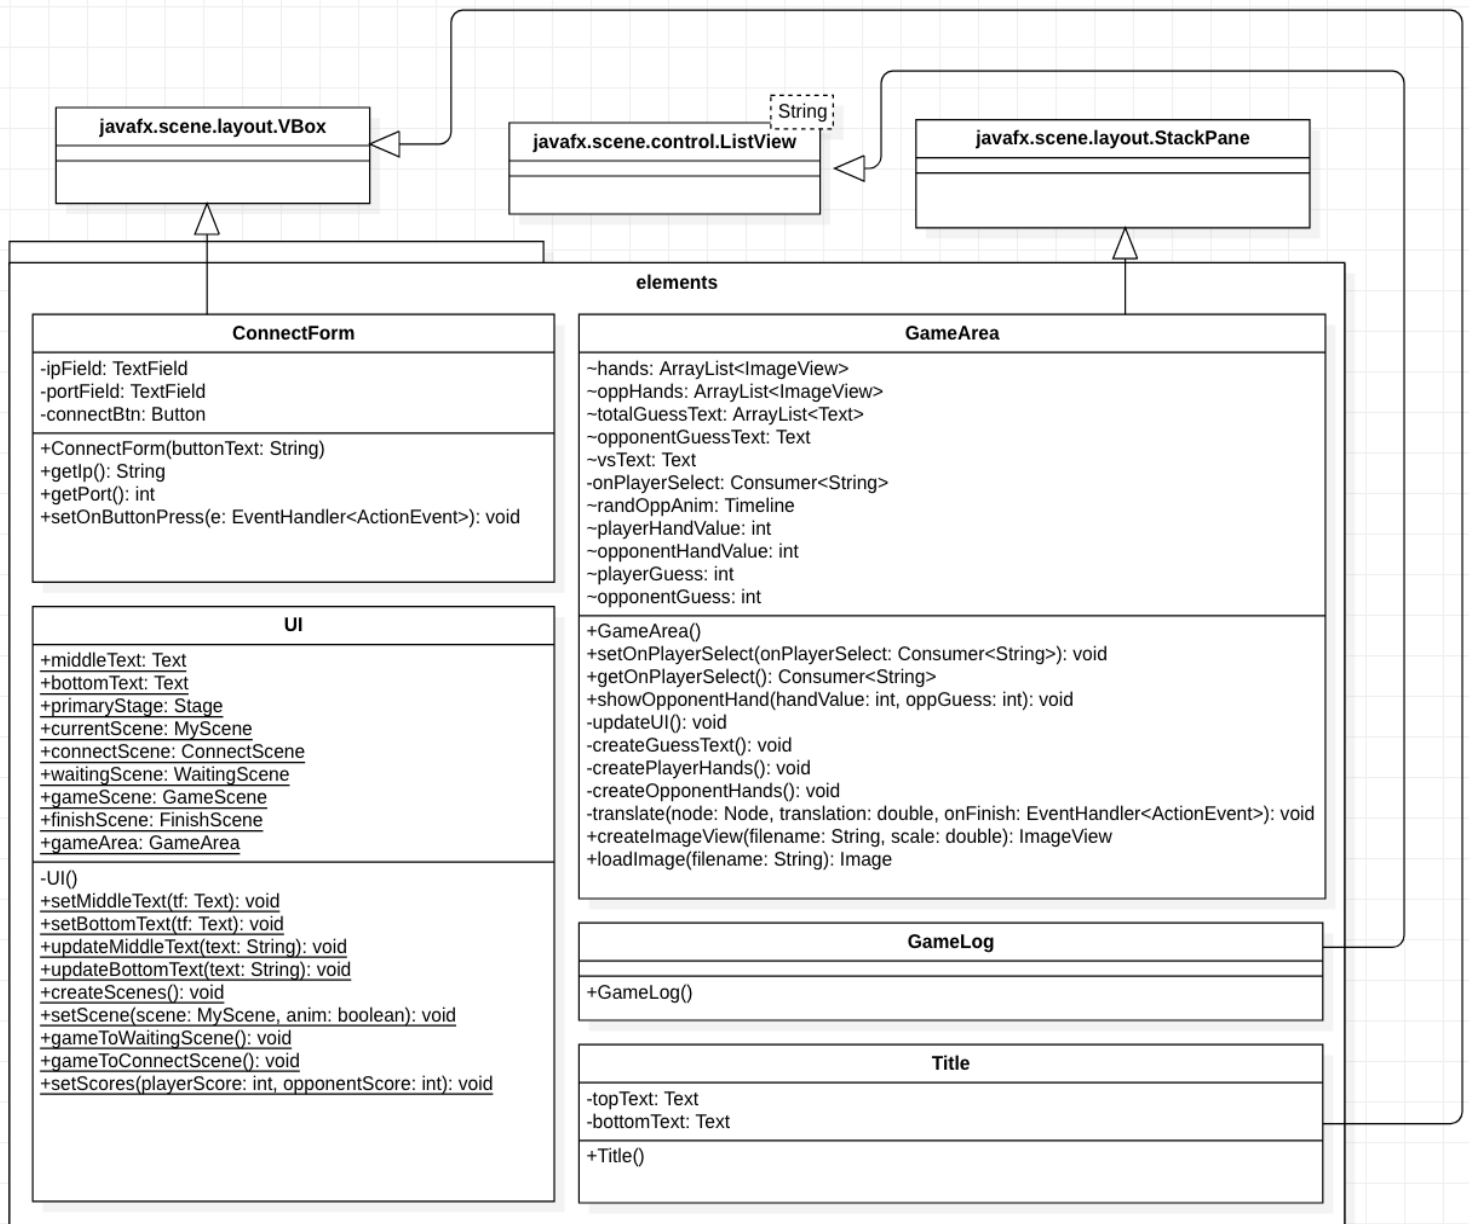 javafx.scene.layout.VBox
String
javafx.scene.control.ListView
javafx.scene.layout.StackPane
elements
ConnectForm
-ipField: TextField
-portField: TextField
-connectBtn: Button
+ConnectForm(buttonText: String)
+getIp(): String
+getPort(): int
+setOnButtonPress(e: EventHandler<ActionEvent>): void
UI
+middleText: Text
+bottomText: Text
+primaryStage: Stage
+currentScene: MyScene
+connectScene: ConnectScene
+waitingScene: WaitingScene
+gameScene: GameScene
+finishScene: FinishScene
+gameArea: GameArea
-UI()
+setMiddleText(tf: Text): void
+setBottomText(tf: Text): void
+updateMiddleText(text: String): void
+updateBottomText(text: String): void
+createScenes(): void
+setScene(scene: MyScene, anim: boolean): void
+gameToWaitingScene(): void
+gameToConnectScene(): void
+setScores(playerScore: int, opponentScore: int): void
GameArea
~hands: ArrayList<ImageView>
~oppHands: ArrayList<ImageView>
~totalGuessText: ArrayList<Text>
~opponentGuessText: Text
~vsText: Text
-onPlayerSelect: Consumer<String>
~randOppAnim: Timeline
~playerHandValue: int
~opponentHandValue: int
~playerGuess: int
~opponentGuess: int
+GameArea()
+setOnPlayerSelect(onPlayerSelect: Consumer<String>): void
+getOnPlayerSelect(): Consumer<String>
+showOpponentHand(handValue: int, oppGuess: int): void
-updateUI(): void
-createGuessText(): void
-createPlayerHands(): void
-createOpponentHands(): void
-translate(node: Node, translation: double, onFinish: EventHandler<ActionEvent>): void
+createImageView(filename: String, scale: double): ImageView
+loadImage(filename: String): Image
GameLog
+GameLog()
Title
-topText: Text
-bottomText: Text
+Title()